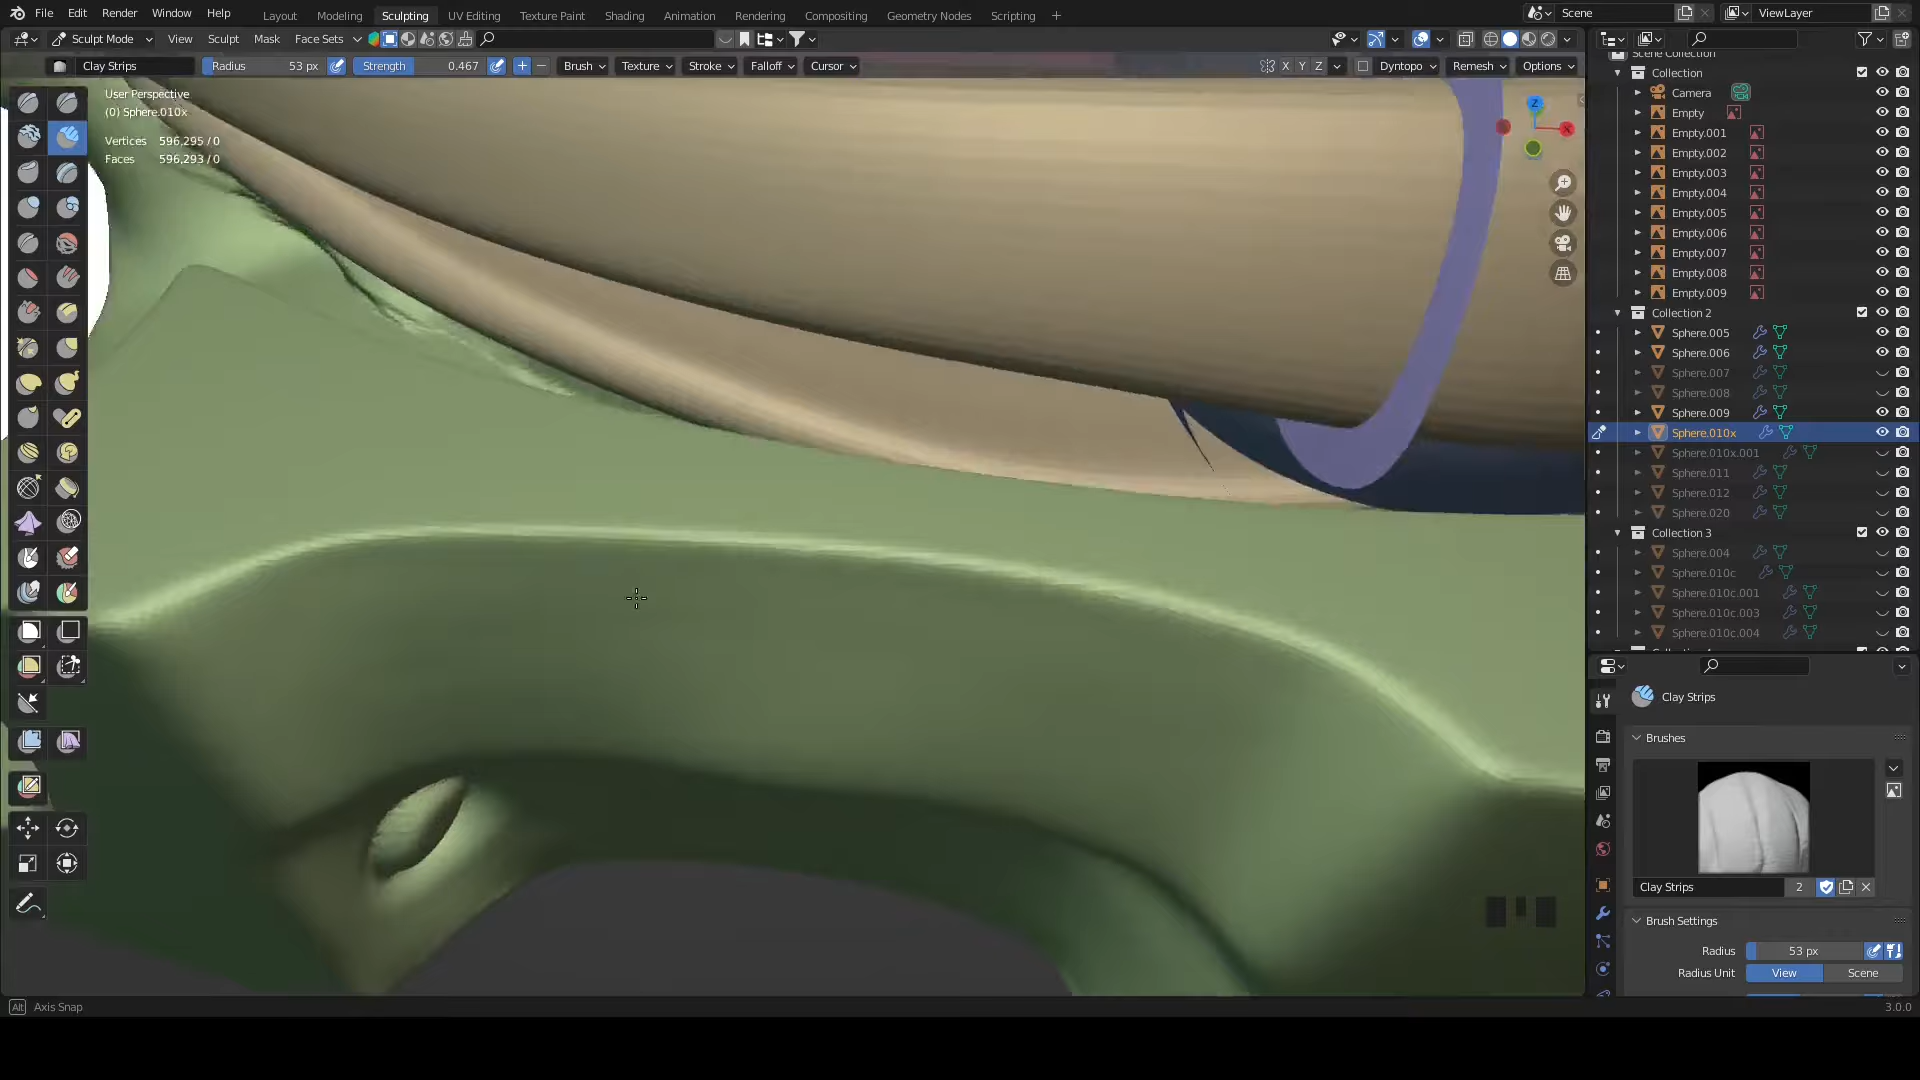 File Edit Render Window Help Layout Modeling Sculpting UV Editing Texture Paint Shading Animation Rendering Compositing Geometry Nodes Scripting + Scene ViewLayer
Sculpt Mode View Sculpt Mask Face Sets
Clay Strips Radius 53 px Strength 0.467 Brush Texture Stroke Falloff Cursor X Y Z Dyntopo Remesh Options
User Perspective
(0) Sphere.010x
Vertices 596,295 / 0
Faces 596,293 / 0
Z
X
Scene Collection
Collection
Camera
Empty
Empty.001
Empty.002
Empty.003
Empty.004
Empty.005
Empty.006
Empty.007
Empty.008
Empty.009
Collection 2
Sphere.005
Sphere.006
Sphere.007
Sphere.008
Sphere.009
Sphere.010x
Sphere.010x.001
Sphere.011
Sphere.012
Sphere.020
Collection 3
Sphere.004
Sphere.010c
Sphere.010c.001
Sphere.010c.003
Sphere.010c.004
Clay Strips
Brushes
Clay Strips 2
Brush Settings
Radius 53 px
Radius Unit View Scene
Alt Axis Snap 3.0.0